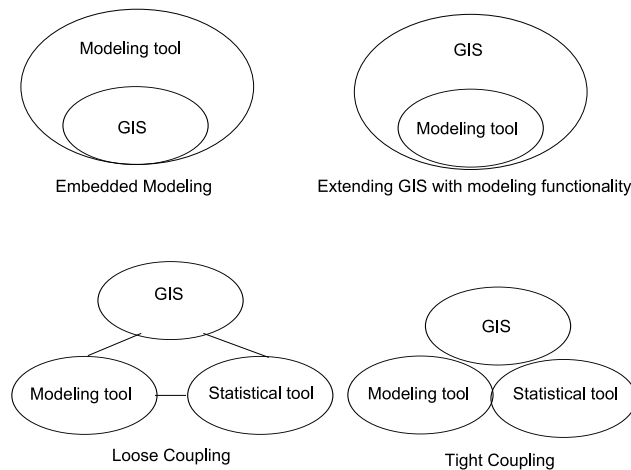 Modeling tool
GIS
Embedded Modeling
GIS
Modeling tool
Extending GIS with modeling functionality
GIS
Modeling tool
Statistical tool
Loose Coupling
GIS
Modeling tool
Statistical tool
Tight Coupling